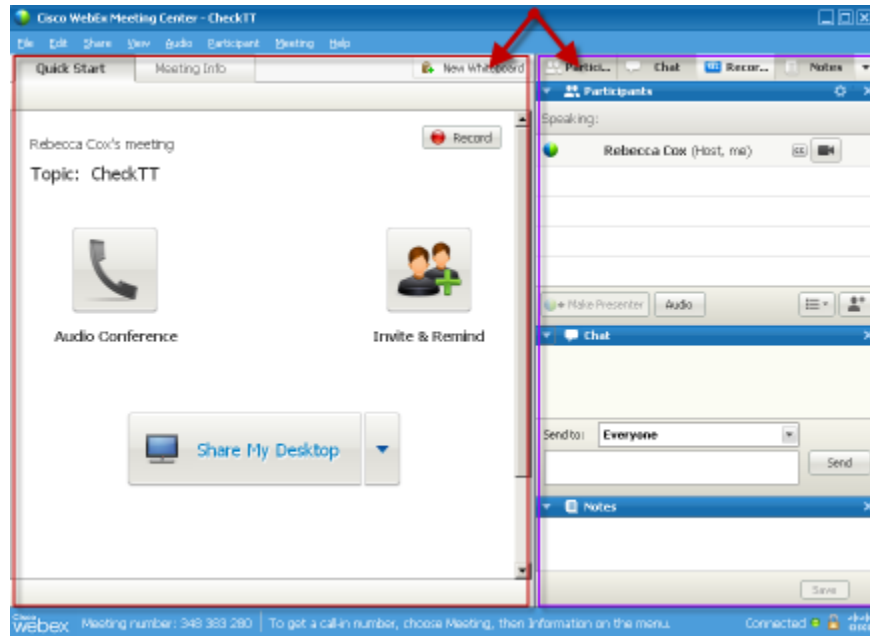 Cisco WebEx Meeting Center - CheckTT
File Edit Share View Audio Participant Meeting Help
Quick Start Meeting Info New Whiteboard
Partici... Chat Recor... Notes
Participants
Speaking:
Rebecca Cox's meeting
Record
Rebecca Cox (Host, me)
Topic: CheckTT
Make Presenter Audio
Audio Conference Invite & Remind
Chat
Share My Desktop
Send to: Everyone
Send
Notes
Save
Cisco webex Meeting number: 348 383 280 To get a call-in number, choose Meeting, then Information on the menu. Connected
cisco